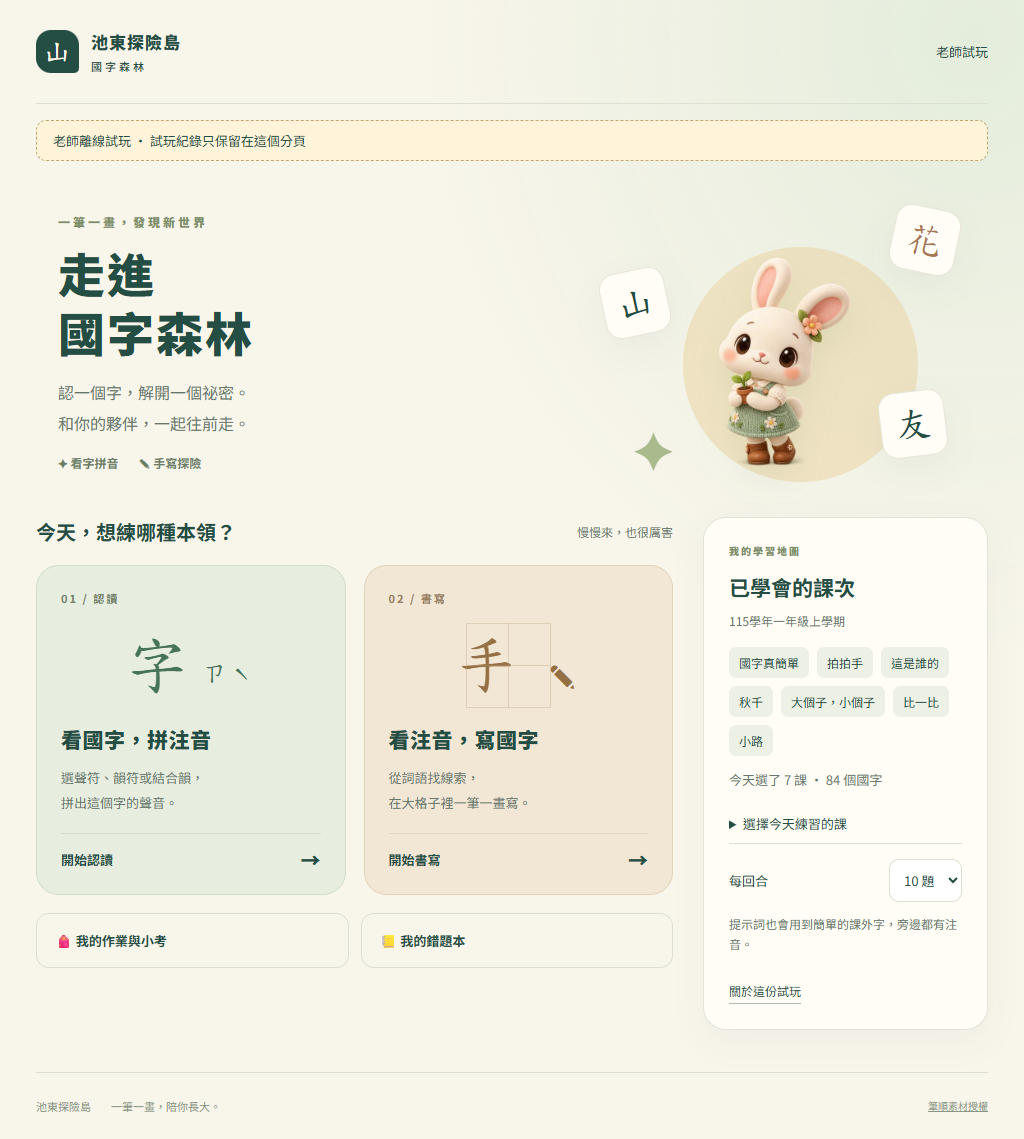 山
池東探險島
國字森林
老師試玩
老師離線試玩 · 試玩紀錄只保留在這個分頁
一筆一畫，發現新世界
走進
國字森林
認一個字，解開一個祕密。
和你的夥伴，一起往前走。
✦ 看字拼音 ✎ 手寫探險
山
花
友
今天，想練哪種本領？
慢慢來，也很厲害
01 / 認讀
字 ㄗˋ
看國字，拼注音
選聲符、韻符或結合韻，
拼出這個字的聲音。
開始認讀 →
02 / 書寫
手
看注音，寫國字
從詞語找線索，
在大格子裡一筆一畫寫。
開始書寫 →
🎒 我的作業與小考
📒 我的錯題本
我的學習地圖
已學會的課次
115學年一年級上學期
國字真簡單 拍拍手 這是誰的
秋千 大個子，小個子 比一比
小路
今天選了 7 課 · 84 個國字
▶ 選擇今天練習的課
每回合 10 題
提示詞也會用到簡單的課外字，旁邊都有注
音。
關於這份試玩
池東探險島 一筆一畫，陪你長大。
筆順素材授權